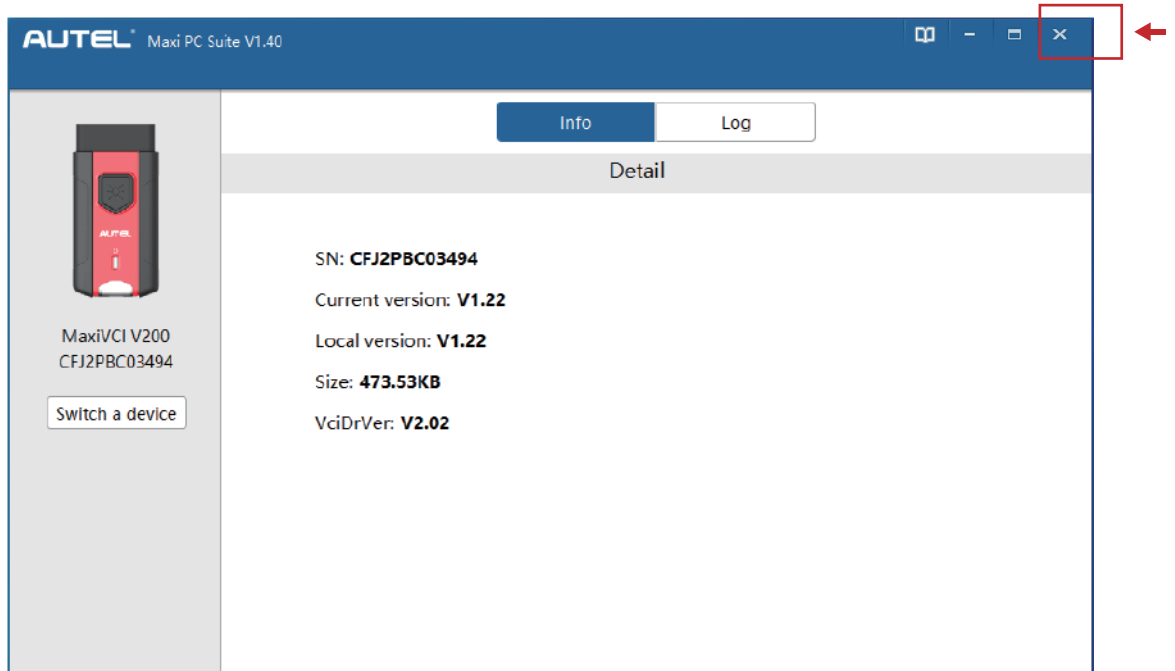 AUTEL Maxi PC Suite V1.40
Info
Log
Detail
AUTEL
MaxiVCI V200
CFJ2PBC03494
Switch a device
SN: CFJ2PBC03494
Current version: V1.22
Local version: V1.22
Size: 473.53KB
VciDrVer: V2.02